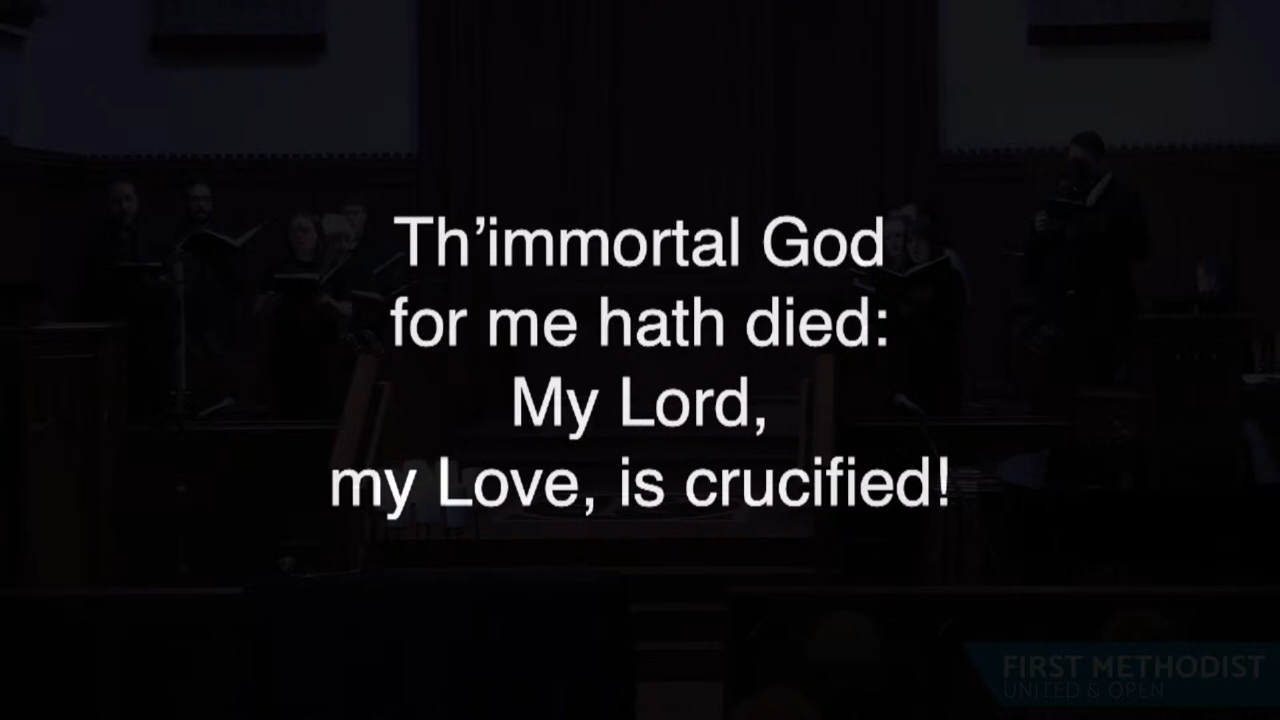 Th’immortal God
for me hath died:
My Lord,
my Love, is crucified!
FIRST METHODIST
UNITED & OPEN